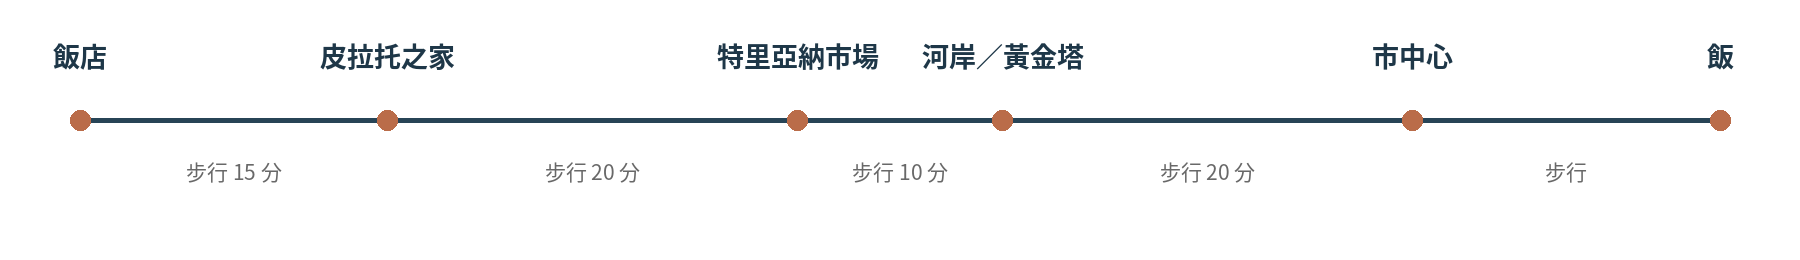 飯店 皮拉托之家 特里亞納市場 河岸／黃金塔 市中心 飯
步行 15 分 步行 20 分 步行 10 分 步行 20 分 步行